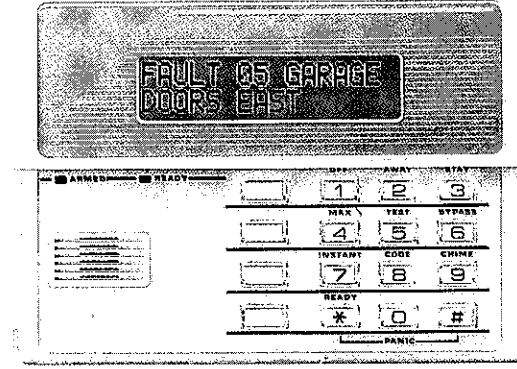 FAULT 05 GARAGE
DOORS EAST
ARMED READY
OFF AWAY STAY
1 2 3
MAX TEST BYPASS
4 5 6
INSTANT CODE CHIME
7 8 9
READY
* 0 #
PANIC